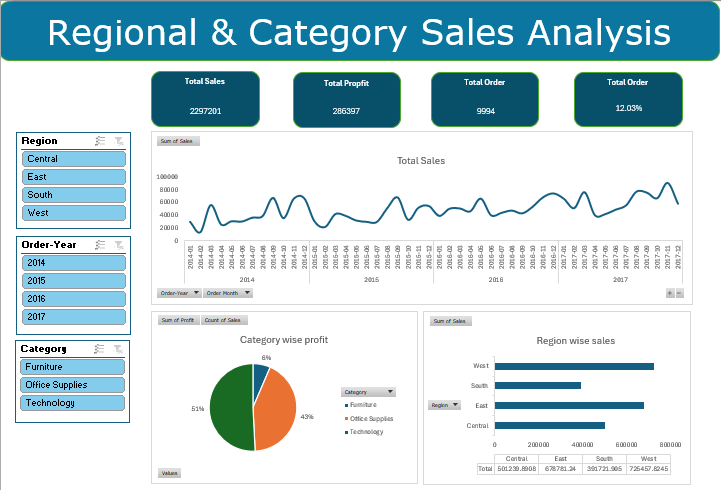 Regional & Category Sales Analysis
Total Sales
2297201
Total Propfit
286397
Total Order
9994
Total Order
12.03%
Region
Central
East
South
West
Order-Year
2014
2015
2016
2017
Category
Furniture
Office Supplies
Technology
Sum of Sales
Total Sales
100000
80000
60000
40000
20000
0
2014-01 2014-02 2014-03 2014-04 2014-05 2014-06 2014-07 2014-08 2014-09 2014-10 2014-11 2014-12 2015-01 2015-02 2015-03 2015-04 2015-05 2015-06 2015-07 2015-08 2015-09 2015-10 2015-11 2015-12 2016-01 2016-02 2016-03 2016-04 2016-05 2016-06 2016-07 2016-08 2016-09 2016-10 2016-11 2016-12 2017-01 2017-02 2017-03 2017-04 2017-05 2017-06 2017-07 2017-08 2017-09 2017-10 2017-11 2017-12
2014 2015 2016 2017
Order-Year Order Month
+ −
Sum of Profit Count of Sales
Category wise profit
6%
51%
43%
Category
Furniture
Office Supplies
Technology
Values
Sum of Sales
Region wise sales
West
South
East
Central
Region
0 200000 400000 600000 800000
Central East South West
Total 501239.8908 678781.24 391721.905 725457.8245